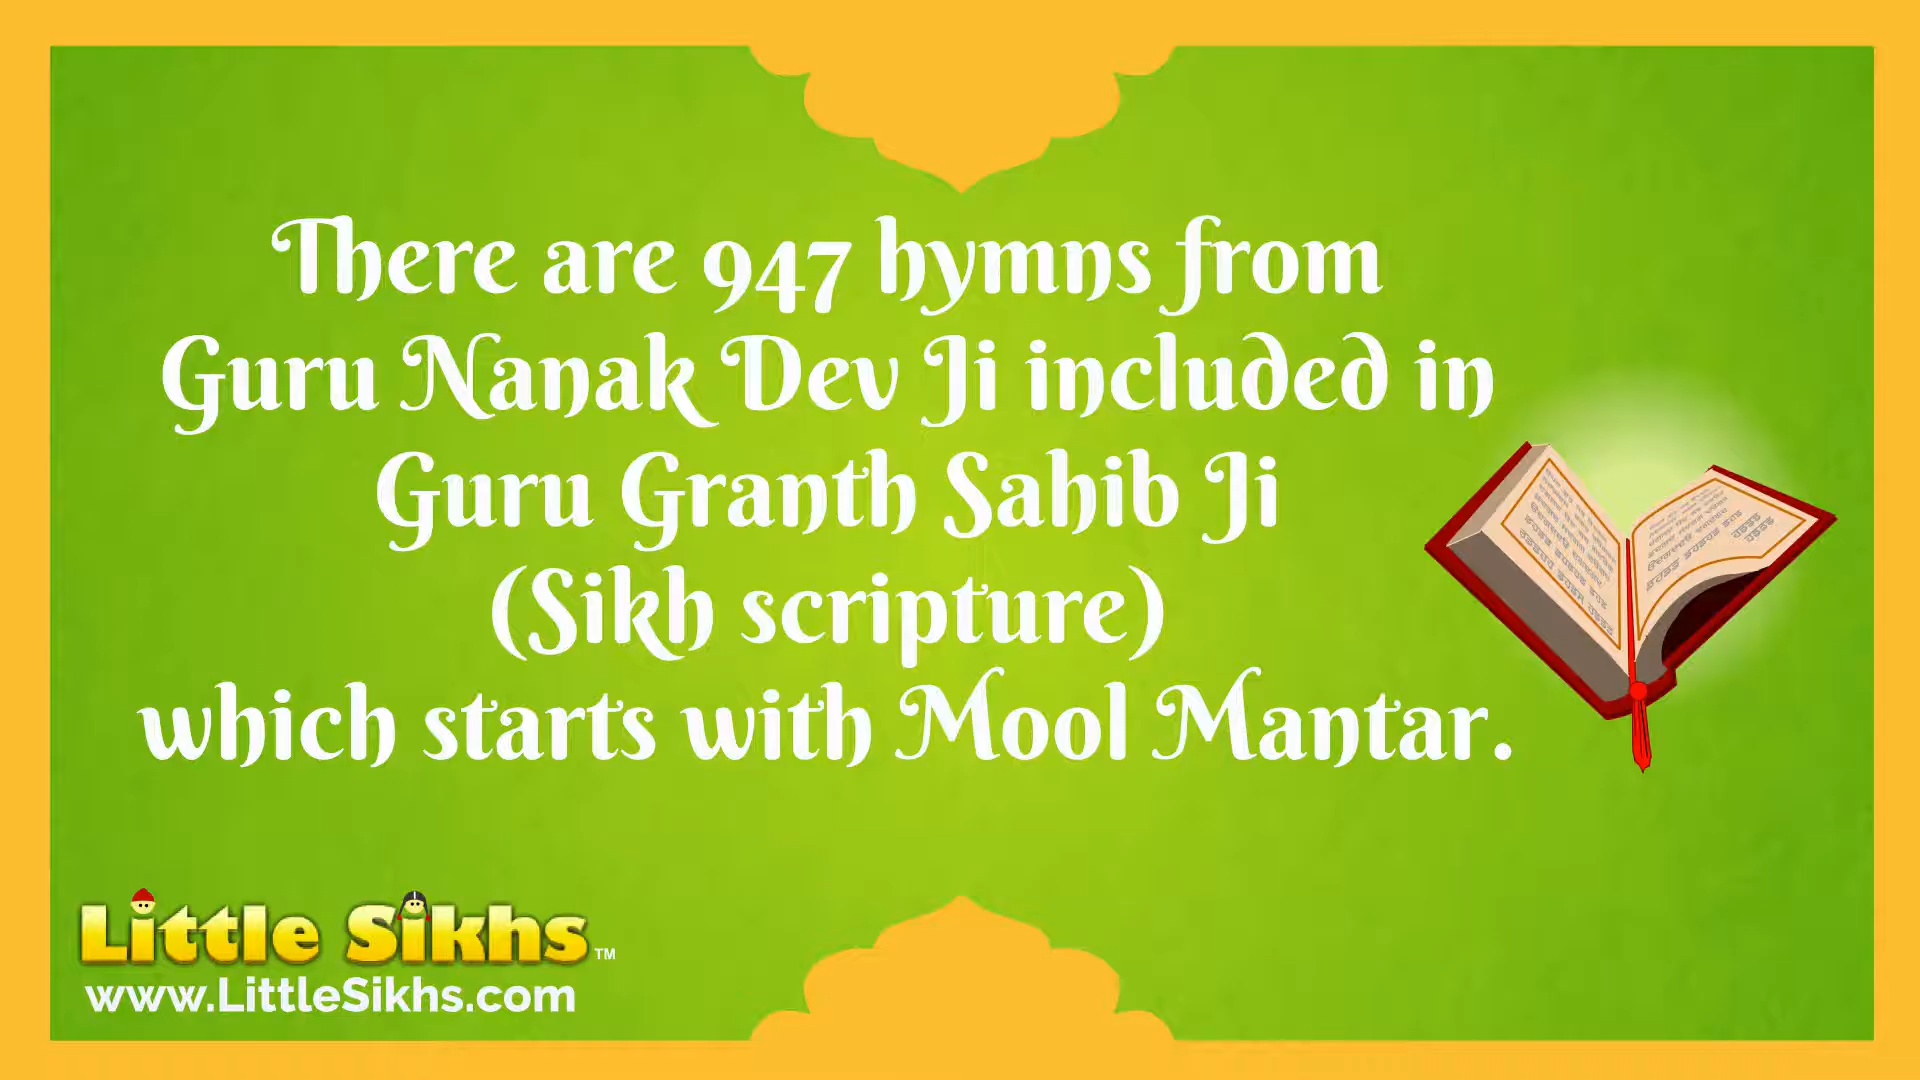 There are 947 hymns from
Guru Nanak Dev Ji included in
Guru Granth Sahib Ji
(Sikh scripture)
which starts with Mool Mantar.
Little Sikhs™
www.LittleSikhs.com